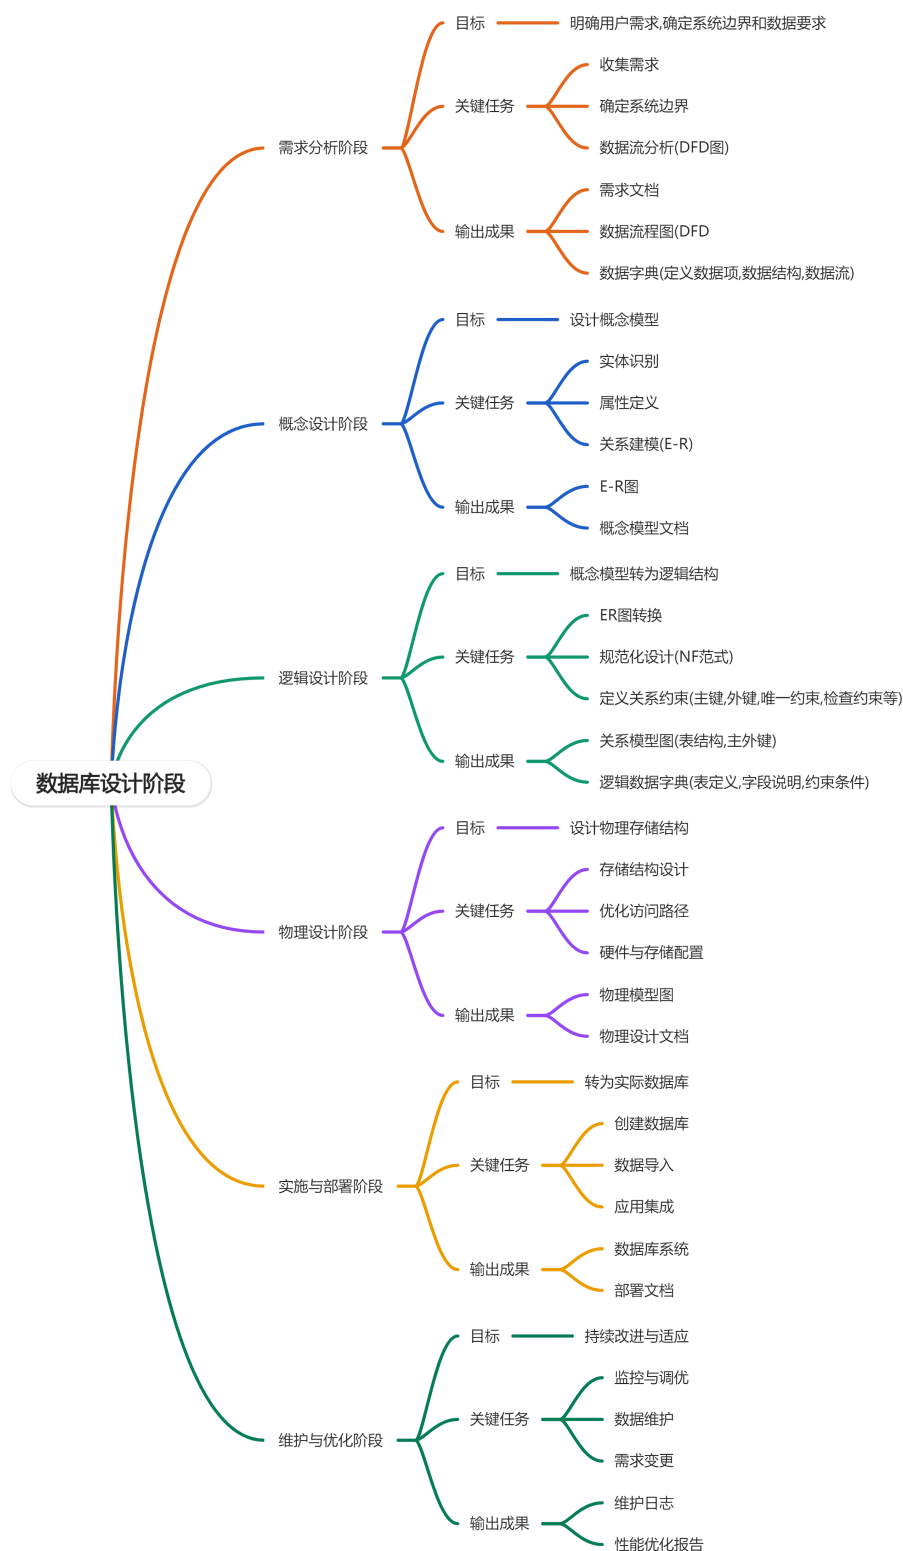 数据库设计阶段
需求分析阶段
目标
明确用户需求,确定系统边界和数据要求
关键任务
收集需求
确定系统边界
数据流分析(DFD图)
输出成果
需求文档
数据流程图(DFD
数据字典(定义数据项,数据结构,数据流)
概念设计阶段
目标
设计概念模型
关键任务
实体识别
属性定义
关系建模(E-R)
输出成果
E-R图
概念模型文档
逻辑设计阶段
目标
概念模型转为逻辑结构
关键任务
ER图转换
规范化设计(NF范式)
定义关系约束(主键,外键,唯一约束,检查约束等)
输出成果
关系模型图(表结构,主外键)
逻辑数据字典(表定义,字段说明,约束条件)
物理设计阶段
目标
设计物理存储结构
关键任务
存储结构设计
优化访问路径
硬件与存储配置
输出成果
物理模型图
物理设计文档
实施与部署阶段
目标
转为实际数据库
关键任务
创建数据库
数据导入
应用集成
输出成果
数据库系统
部署文档
维护与优化阶段
目标
持续改进与适应
关键任务
监控与调优
数据维护
需求变更
输出成果
维护日志
性能优化报告